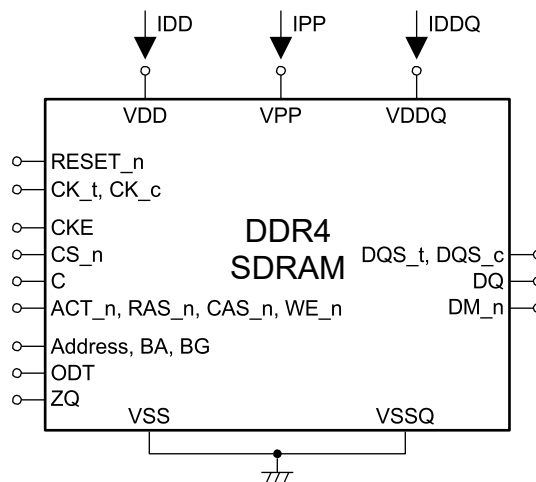 IDD
IPP
IDDQ
VDD
VPP
VDDQ
RESET_n
CK_t, CK_c
CKE
CS_n
C
ACT_n, RAS_n, CAS_n, WE_n
Address, BA, BG
ODT
ZQ
DDR4
SDRAM
DQS_t, DQS_c
DQ
DM_n
VSS
VSSQ